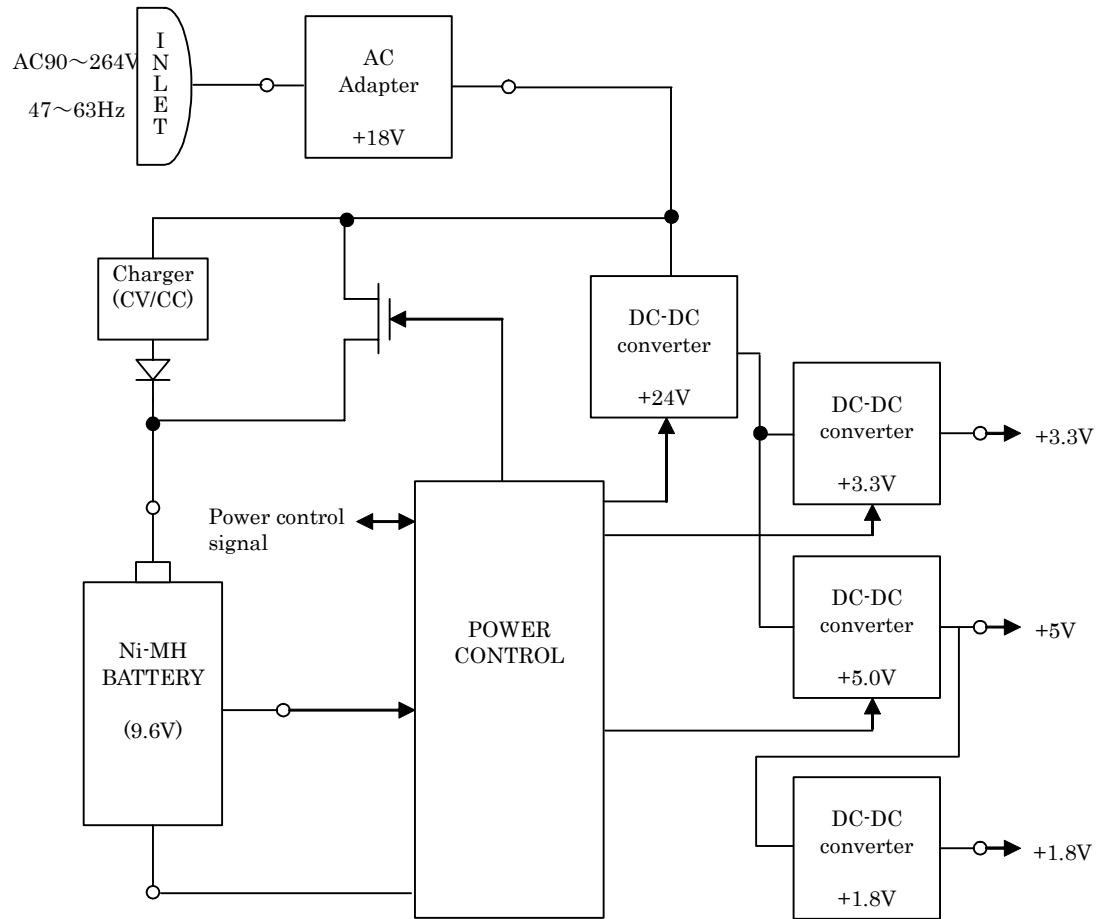 AC90～264V
47～63Hz
INLET
AC
Adapter
+18V
Charger
(CV/CC)
DC-DC
converter
+24V
DC-DC
converter
+3.3V
+3.3V
Power control
signal
POWER
CONTROL
Ni-MH
BATTERY
(9.6V)
DC-DC
converter
+5.0V
+5V
DC-DC
converter
+1.8V
+1.8V